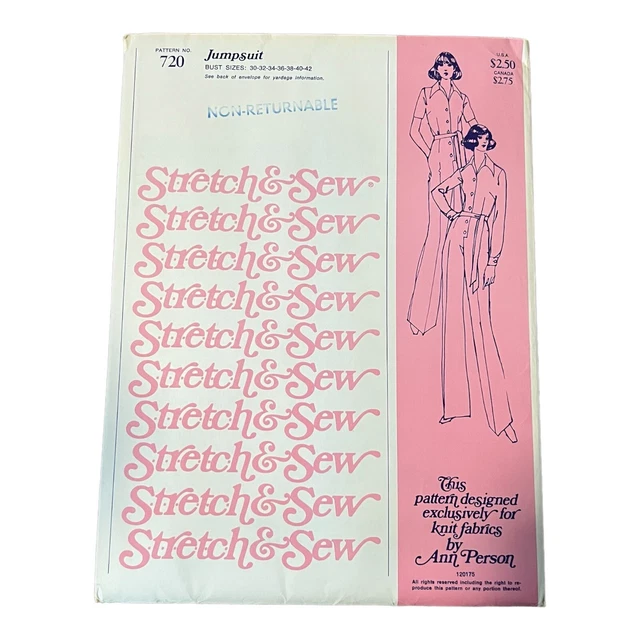 PATTERN NO.
720
Jumpsuit
BUST SIZES: 30-32-34-36-38-40-42
See back of envelope for yardage information.
NON-RETURNABLE
U.S.A.
$2.50
CANADA
$2.75
Stretch & Sew®
Stretch & Sew
Stretch & Sew
Stretch & Sew
Stretch & Sew
Stretch & Sew
Stretch & Sew
Stretch & Sew
Stretch & Sew
Stretch & Sew
This
pattern designed
exclusively for
knit fabrics
by
Ann Person
120175
All rights reserved including the right to re-
produce this pattern or any portion thereof.